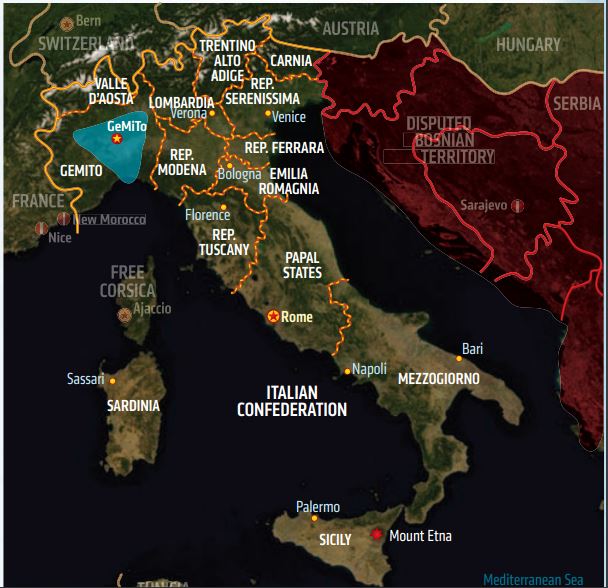 Bern
SWITZERLAND
AUSTRIA
HUNGARY
TRENTINO
ALTO
ADIGE
CARNIA
VALLE
D'AOSTA
LOMBARDIA
REP.
SERENISSIMA
SERBIA
Verona
Venice
GeMiTo
DISPUTED
BOSNIAN
TERRITORY
GEMITO
REP.
MODENA
REP. FERRARA
Bologna
EMILIA
ROMAGNIA
FRANCE
New Morocco
Nice
Florence
REP.
TUSCANY
Sarajevo
PAPAL
STATES
FREE
CORSICA
Ajaccio
Rome
Sassari
SARDINIA
Bari
Napoli
MEZZOGIORNO
ITALIAN
CONFEDERATION
Palermo
SICILY
Mount Etna
TUNISIA
Mediterranean Sea